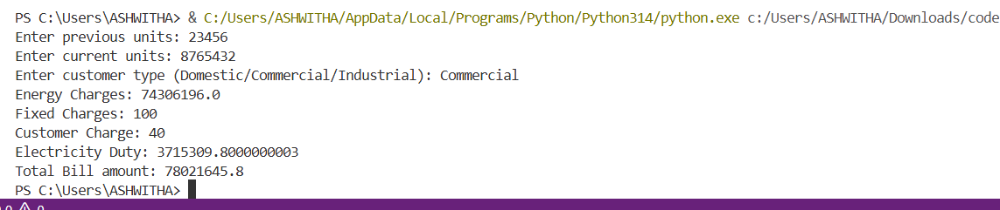 PS C:\Users\ASHWITHA> & C:/Users/ASHWITHA/AppData/Local/Programs/Python/Python314/python.exe c:/Users/ASHWITHA/Downloads/code
Enter previous units: 23456
Enter current units: 8765432
Enter customer type (Domestic/Commercial/Industrial): Commercial
Energy Charges: 74306196.0
Fixed Charges: 100
Customer Charge: 40
Electricity Duty: 3715309.8000000003
Total Bill amount: 78021645.8
PS C:\Users\ASHWITHA>